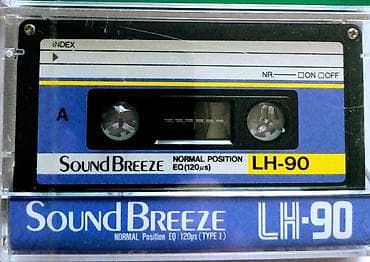 INDEX
NR.— □ON □OFF
A
SOUND BREEZE NORMAL POSITION EQ(120μs) LH-90
SOUND BREEZE LH-90
NORMAL Position EQ:120μs (TYPE I)